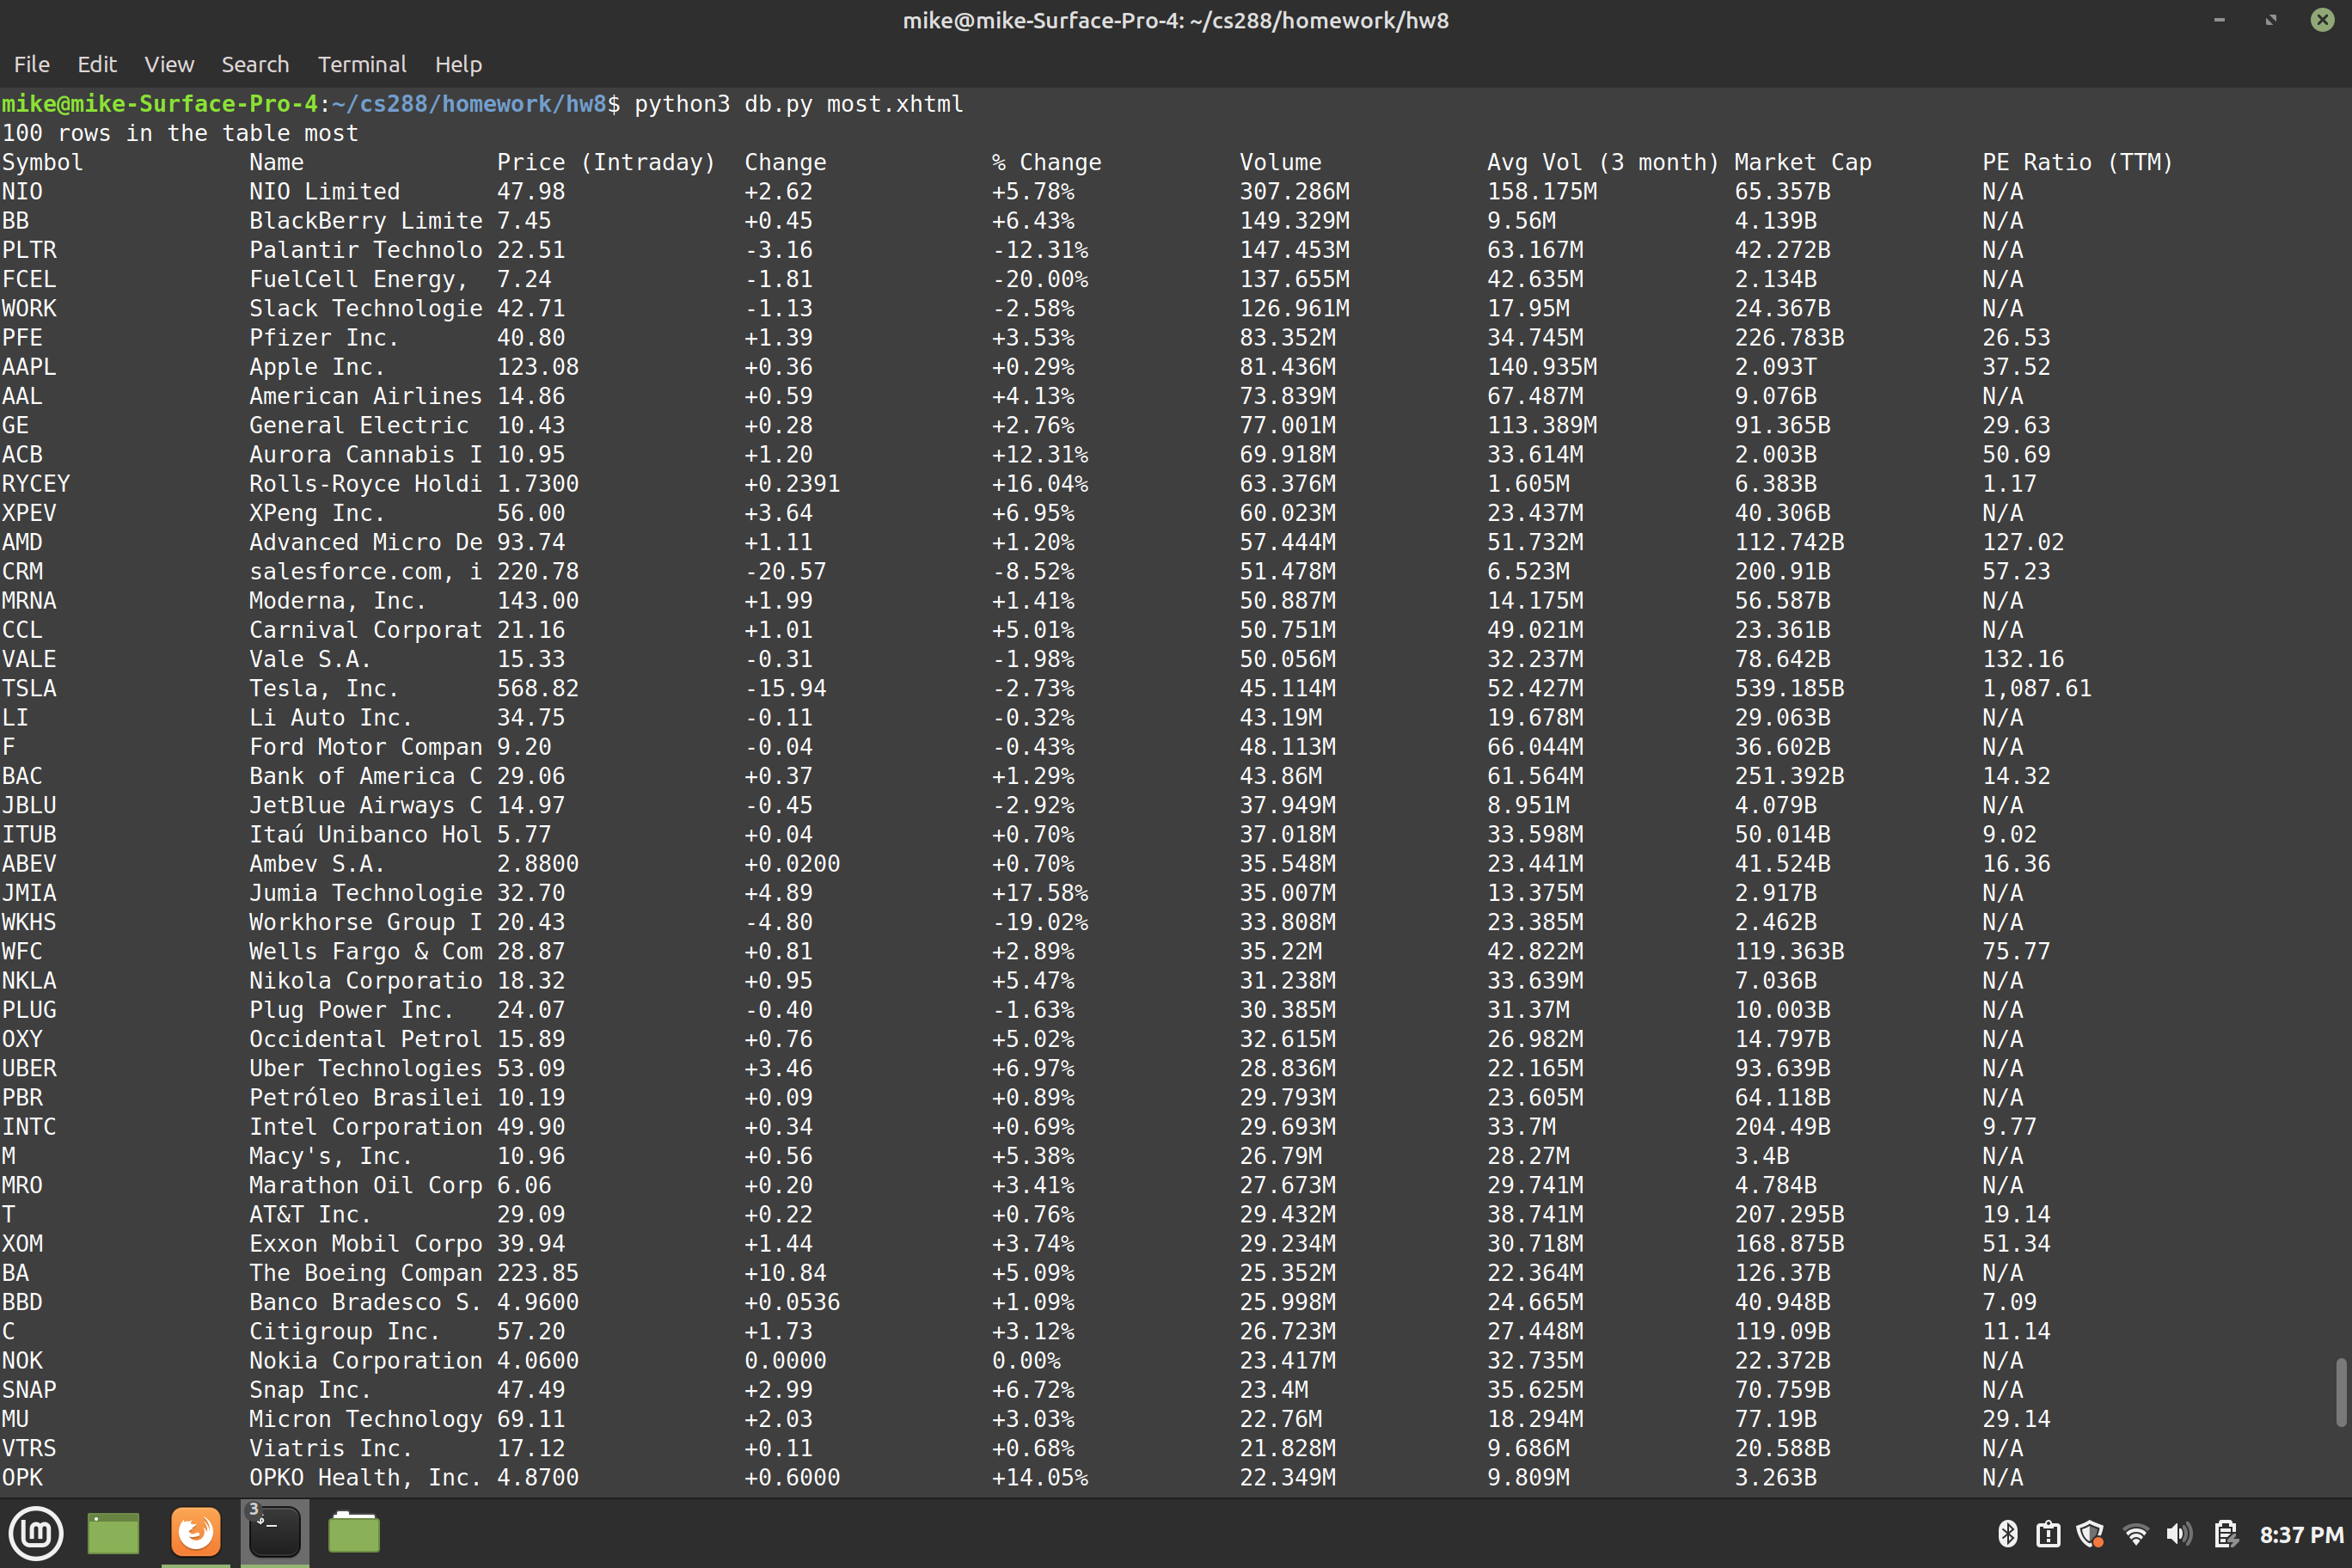 mike@mike-Surface-Pro-4: ~/cs288/homework/hw8
File Edit View Search Terminal Help
mike@mike-Surface-Pro-4:~/cs288/homework/hw8$ python3 db.py most.xhtml
100 rows in the table most
Symbol Name Price (Intraday) Change % Change Volume Avg Vol (3 month) Market Cap PE Ratio (TTM)
NIO NIO Limited 47.98 +2.62 +5.78% 307.286M 158.175M 65.357B N/A
BB BlackBerry Limite 7.45 +0.45 +6.43% 149.329M 9.56M 4.139B N/A
PLTR Palantir Technolo 22.51 -3.16 -12.31% 147.453M 63.167M 42.272B N/A
FCEL FuelCell Energy, 7.24 -1.81 -20.00% 137.655M 42.635M 2.134B N/A
WORK Slack Technologie 42.71 -1.13 -2.58% 126.961M 17.95M 24.367B N/A
PFE Pfizer Inc. 40.80 +1.39 +3.53% 83.352M 34.745M 226.783B 26.53
AAPL Apple Inc. 123.08 +0.36 +0.29% 81.436M 140.935M 2.093T 37.52
AAL American Airlines 14.86 +0.59 +4.13% 73.839M 67.487M 9.076B N/A
GE General Electric 10.43 +0.28 +2.76% 77.001M 113.389M 91.365B 29.63
ACB Aurora Cannabis I 10.95 +1.20 +12.31% 69.918M 33.614M 2.003B 50.69
RYCEY Rolls-Royce Holdi 1.7300 +0.2391 +16.04% 63.376M 1.605M 6.383B 1.17
XPEV XPeng Inc. 56.00 +3.64 +6.95% 60.023M 23.437M 40.306B N/A
AMD Advanced Micro De 93.74 +1.11 +1.20% 57.444M 51.732M 112.742B 127.02
CRM salesforce.com, i 220.78 -20.57 -8.52% 51.478M 6.523M 200.91B 57.23
MRNA Moderna, Inc. 143.00 +1.99 +1.41% 50.887M 14.175M 56.587B N/A
CCL Carnival Corporat 21.16 +1.01 +5.01% 50.751M 49.021M 23.361B N/A
VALE Vale S.A. 15.33 -0.31 -1.98% 50.056M 32.237M 78.642B 132.16
TSLA Tesla, Inc. 568.82 -15.94 -2.73% 45.114M 52.427M 539.185B 1,087.61
LI Li Auto Inc. 34.75 -0.11 -0.32% 43.19M 19.678M 29.063B N/A
F Ford Motor Compan 9.20 -0.04 -0.43% 48.113M 66.044M 36.602B N/A
BAC Bank of America C 29.06 +0.37 +1.29% 43.86M 61.564M 251.392B 14.32
JBLU JetBlue Airways C 14.97 -0.45 -2.92% 37.949M 8.951M 4.079B N/A
ITUB Itaú Unibanco Hol 5.77 +0.04 +0.70% 37.018M 33.598M 50.014B 9.02
ABEV Ambev S.A. 2.8800 +0.0200 +0.70% 35.548M 23.441M 41.524B 16.36
JMIA Jumia Technologie 32.70 +4.89 +17.58% 35.007M 13.375M 2.917B N/A
WKHS Workhorse Group I 20.43 -4.80 -19.02% 33.808M 23.385M 2.462B N/A
WFC Wells Fargo & Com 28.87 +0.81 +2.89% 35.22M 42.822M 119.363B 75.77
NKLA Nikola Corporatio 18.32 +0.95 +5.47% 31.238M 33.639M 7.036B N/A
PLUG Plug Power Inc. 24.07 -0.40 -1.63% 30.385M 31.37M 10.003B N/A
OXY Occidental Petrol 15.89 +0.76 +5.02% 32.615M 26.982M 14.797B N/A
UBER Uber Technologies 53.09 +3.46 +6.97% 28.836M 22.165M 93.639B N/A
PBR Petróleo Brasilei 10.19 +0.09 +0.89% 29.793M 23.605M 64.118B N/A
INTC Intel Corporation 49.90 +0.34 +0.69% 29.693M 33.7M 204.49B 9.77
M Macy's, Inc. 10.96 +0.56 +5.38% 26.79M 28.27M 3.4B N/A
MRO Marathon Oil Corp 6.06 +0.20 +3.41% 27.673M 29.741M 4.784B N/A
T AT&T Inc. 29.09 +0.22 +0.76% 29.432M 38.741M 207.295B 19.14
XOM Exxon Mobil Corpo 39.94 +1.44 +3.74% 29.234M 30.718M 168.875B 51.34
BA The Boeing Compan 223.85 +10.84 +5.09% 25.352M 22.364M 126.37B N/A
BBD Banco Bradesco S. 4.9600 +0.0536 +1.09% 25.998M 24.665M 40.948B 7.09
C Citigroup Inc. 57.20 +1.73 +3.12% 26.723M 27.448M 119.09B 11.14
NOK Nokia Corporation 4.0600 0.0000 0.00% 23.417M 32.735M 22.372B N/A
SNAP Snap Inc. 47.49 +2.99 +6.72% 23.4M 35.625M 70.759B N/A
MU Micron Technology 69.11 +2.03 +3.03% 22.76M 18.294M 77.19B 29.14
VTRS Viatris Inc. 17.12 +0.11 +0.68% 21.828M 9.686M 20.588B N/A
OPK OPKO Health, Inc. 4.8700 +0.6000 +14.05% 22.349M 9.809M 3.263B N/A
3
8:37 PM